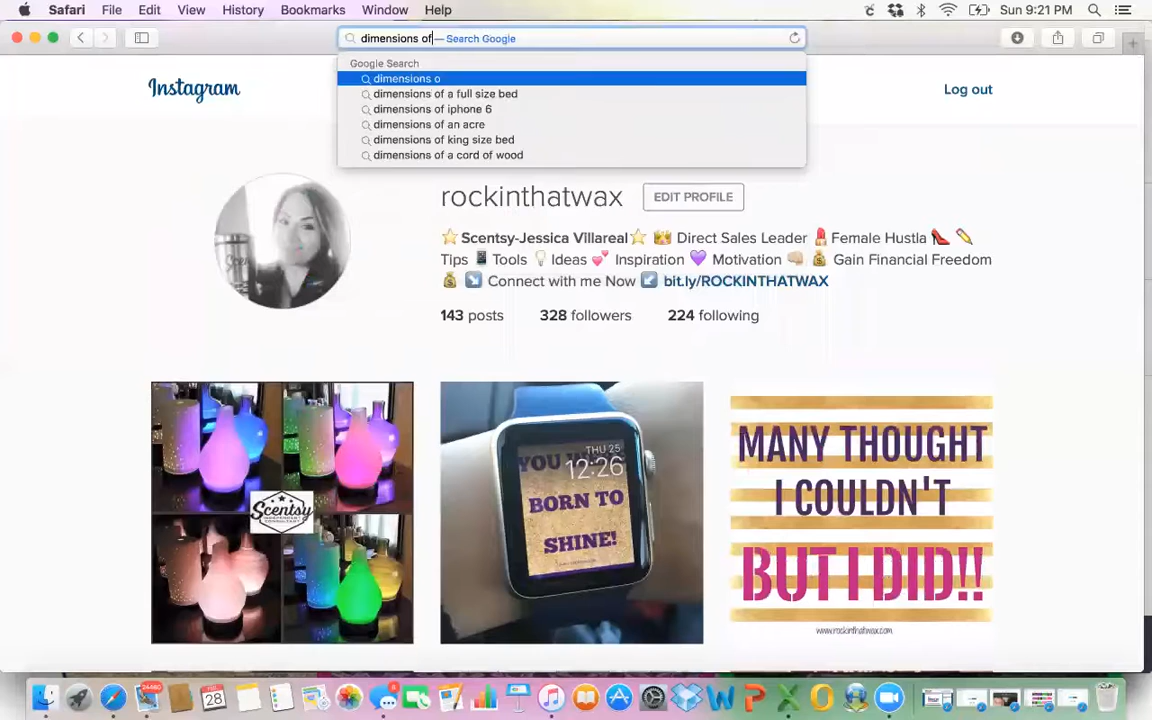 Safari File Edit View History Bookmarks Window Help Sun 9:21 PM
dimensions of — Search Google
Google Search
dimensions o
dimensions of a full size bed
dimensions of iphone 6
dimensions of an acre
dimensions of king size bed
dimensions of a cord of wood
Instagram
Log out
rockinthatwax EDIT PROFILE
⭐Scentsy-Jessica Villareal⭐ 👑 Direct Sales Leader 💄Female Hustla 👠 ✏️
Tips 📱Tools 💡Ideas 💕 Inspiration 💜 Motivation 👊🏼 💰 Gain Financial Freedom
💰 ↘️ Connect with me Now ↙️ bit.ly/ROCKINTHATWAX
143 posts 328 followers 224 following
Scentsy
INDEPENDENT
CONSULTANT
THU 25
12:26
BORN TO
SHINE!
MANY THOUGHT
I COULDN'T
BUT I DID!!
www.rockinthatwax.com
28